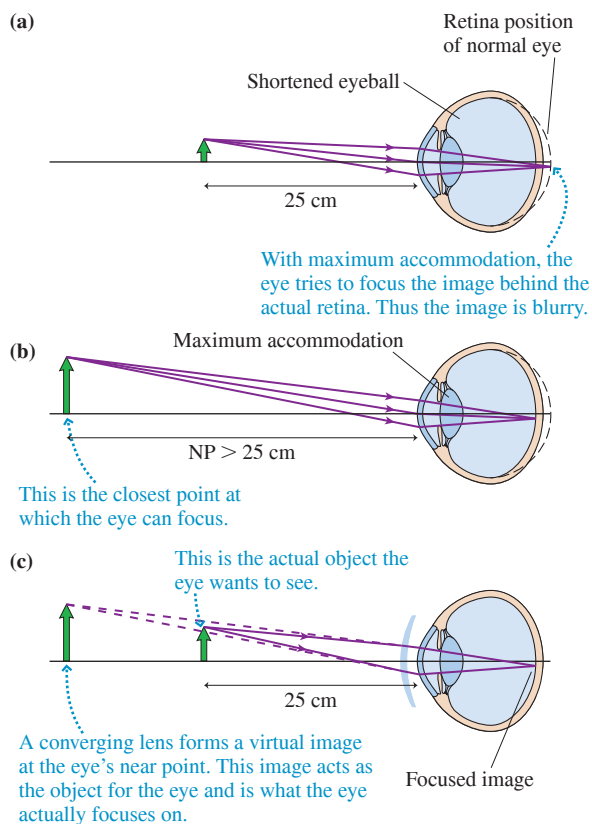 (a)
Retina position
of normal eye
Shortened eyeball
25 cm
With maximum accommodation, the
eye tries to focus the image behind the
actual retina. Thus the image is blurry.
(b)
Maximum accommodation
NP > 25 cm
This is the closest point at
which the eye can focus.
(c)
This is the actual object the
eye wants to see.
25 cm
A converging lens forms a virtual image
at the eye's near point. This image acts as
the object for the eye and is what the eye
actually focuses on.
Focused image